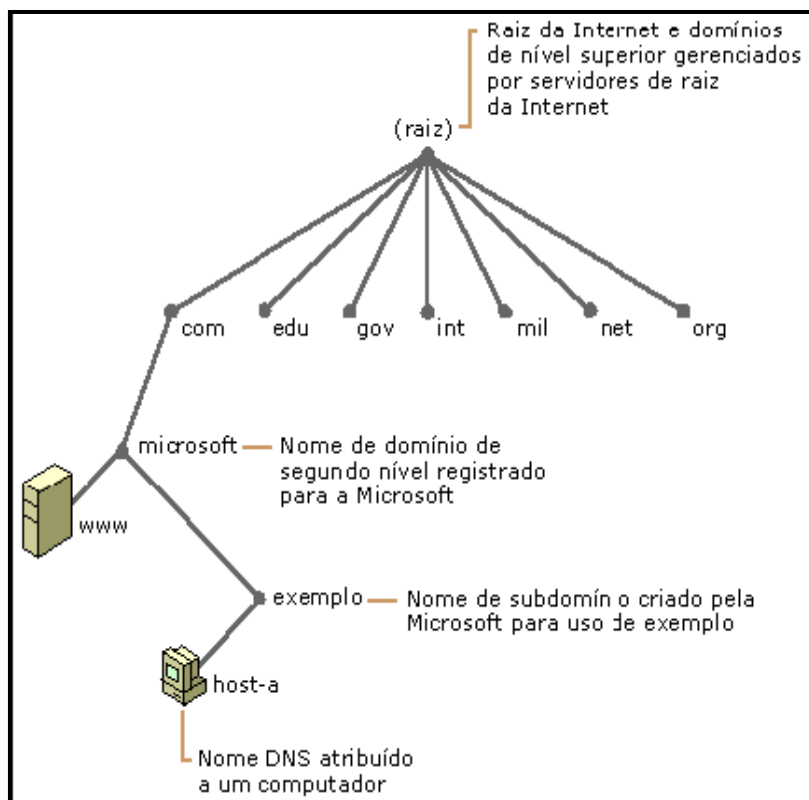 Raiz da Internet e domínios
de nível superior gerenciados
por servidores de raiz
da Internet
(raiz)
com edu gov int mil net org
microsoft
Nome de domínio de
segundo nível registrado
para a Microsoft
www
exemplo
Nome de subdomín o criado pela
Microsoft para uso de exemplo
host-a
Nome DNS atribuído
a um computador